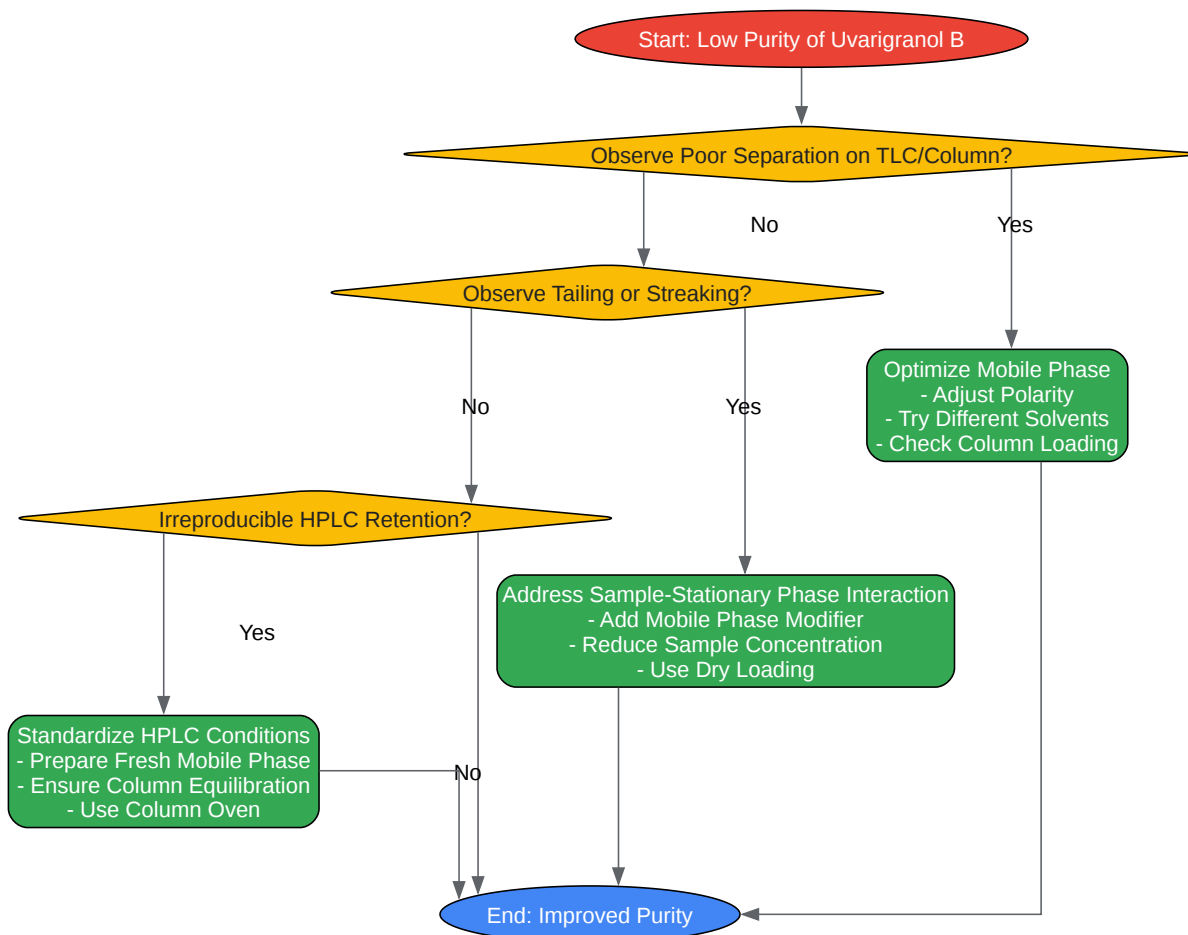 Start: Low Purity of Uvarigranol B
Observe Poor Separation on TLC/Column?
No
Yes
Observe Tailing or Streaking?
Optimize Mobile Phase
- Adjust Polarity
- Try Different Solvents
- Check Column Loading
No
Yes
Irreproducible HPLC Retention?
Address Sample-Stationary Phase Interaction
- Add Mobile Phase Modifier
- Reduce Sample Concentration
- Use Dry Loading
Yes
Standardize HPLC Conditions
- Prepare Fresh Mobile Phase
- Ensure Column Equilibration
- Use Column Oven
No
End: Improved Purity